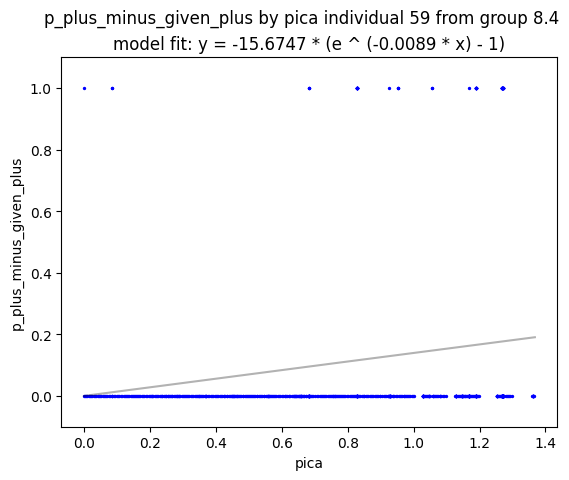 p_plus_minus_given_plus by pica individual 59 from group 8.4
model fit: y = -15.6747 * (e ^ (-0.0089 * x) - 1)
p_plus_minus_given_plus
1.0
0.8
0.6
0.4
0.2
0.0
0.0 0.2 0.4 0.6 0.8 1.0 1.2 1.4
pica